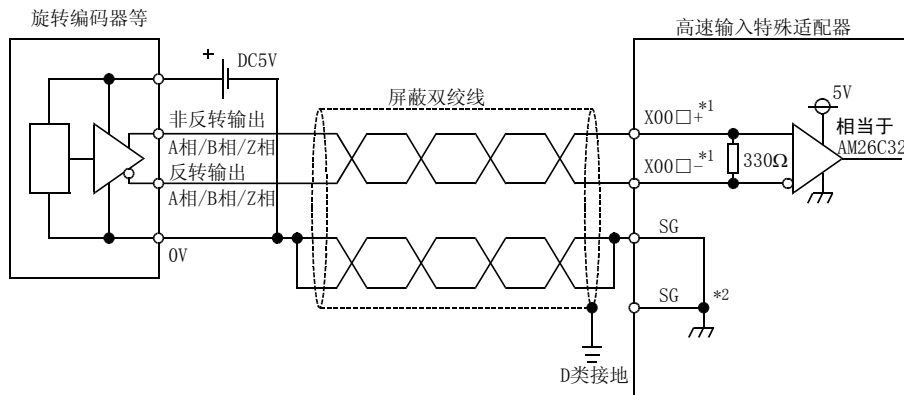 旋转编码器等
高速输入特殊适配器
+
DC5V
屏蔽双绞线
5V
非反转输出
A相/B相/Z相
反转输出
A相/B相/Z相
X00□+*1
X00□-*1
330Ω
相当于
AM26C32
0V
SG
SG
*2
D类接地